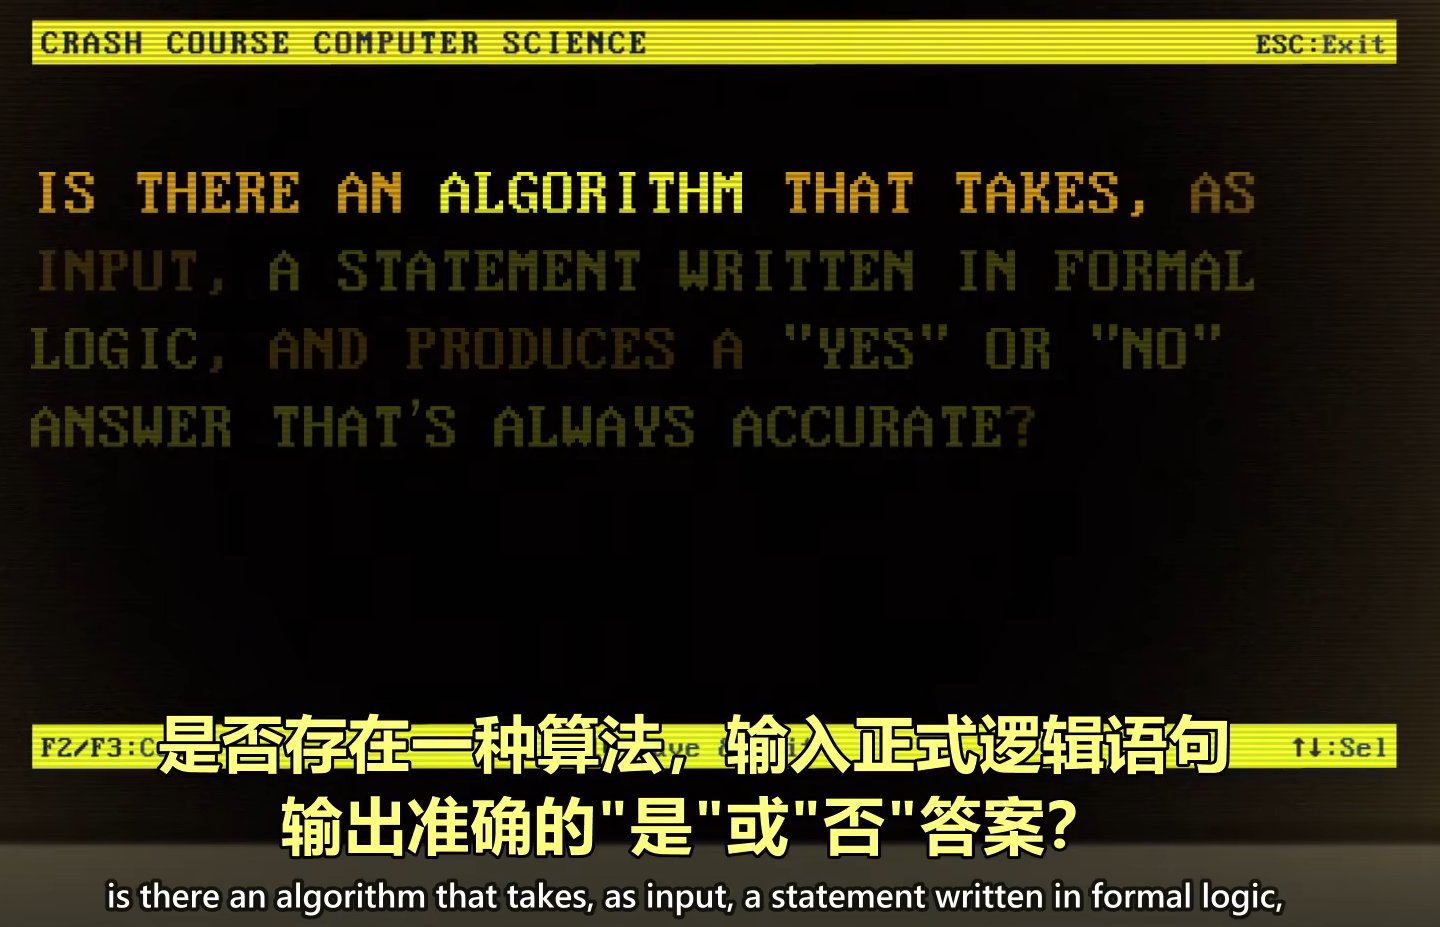 CRASH COURSE COMPUTER SCIENCE ESC:Exit
IS THERE AN ALGORITHM THAT TAKES, AS
INPUT, A STATEMENT WRITTEN IN FORMAL
LOGIC, AND PRODUCES A "YES" OR "NO"
ANSWER THAT'S ALWAYS ACCURATE?
F2/F3: ↑↓:Sel
是否存在一种算法，输入正式逻辑语句
输出准确的"是"或"否"答案？
is there an algorithm that takes, as input, a statement written in formal logic,